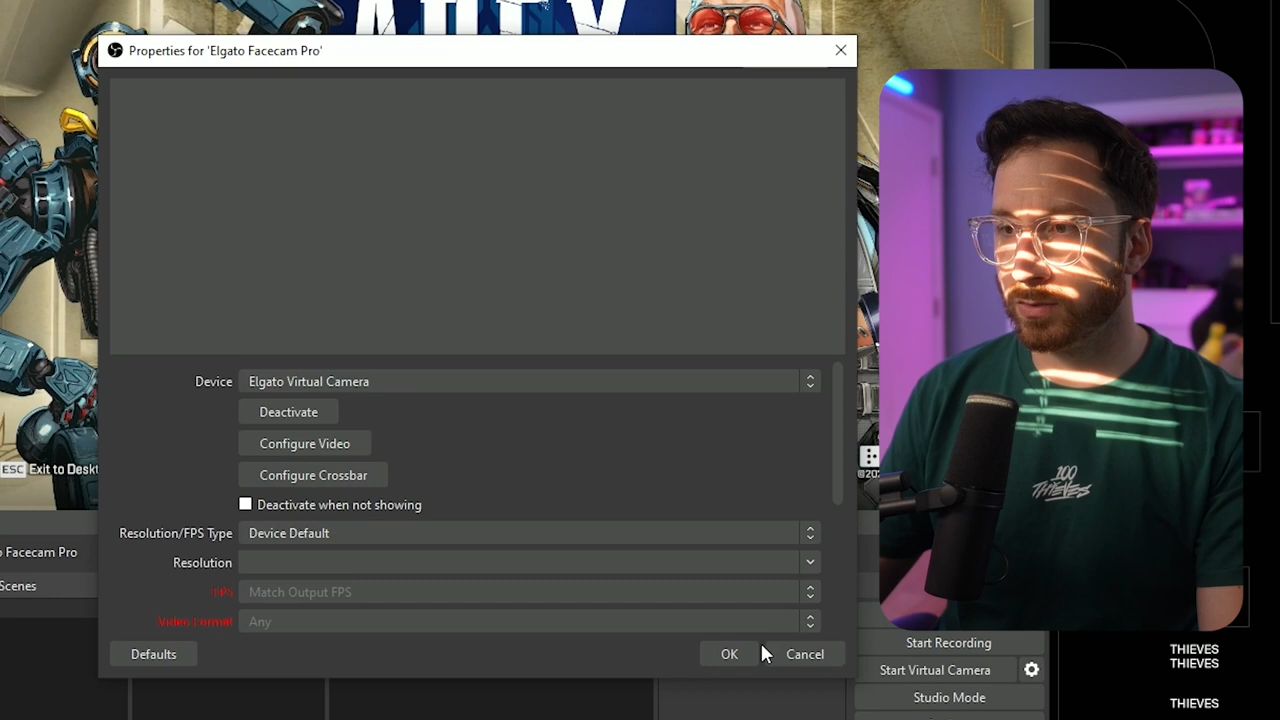 APEX
Properties for 'Elgato Facecam Pro'
Device
Elgato Virtual Camera
Deactivate
Configure Video
Configure Crossbar
ESC Exit to Deskt
Deactivate when not showing
Resolution/FPS Type
Device Default
o Facecam Pro
Resolution
Scenes
FPS
Match Output FPS
Video Format
Any
Defaults
OK
Cancel
100
THIEVES
Start Recording
Start Virtual Camera
Studio Mode
THIEVES
THIEVES
THIEVES